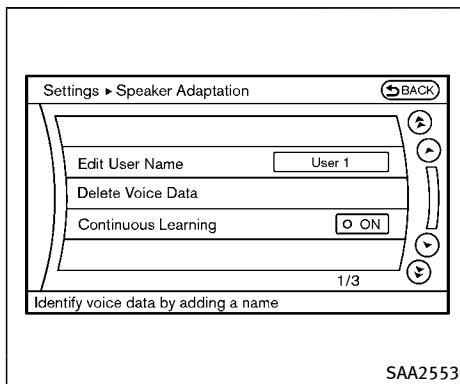 Settings ▸ Speaker Adaptation BACK
Edit User Name User 1
Delete Voice Data
Continuous Learning ON
1/3
Identify voice data by adding a name
SAA2553